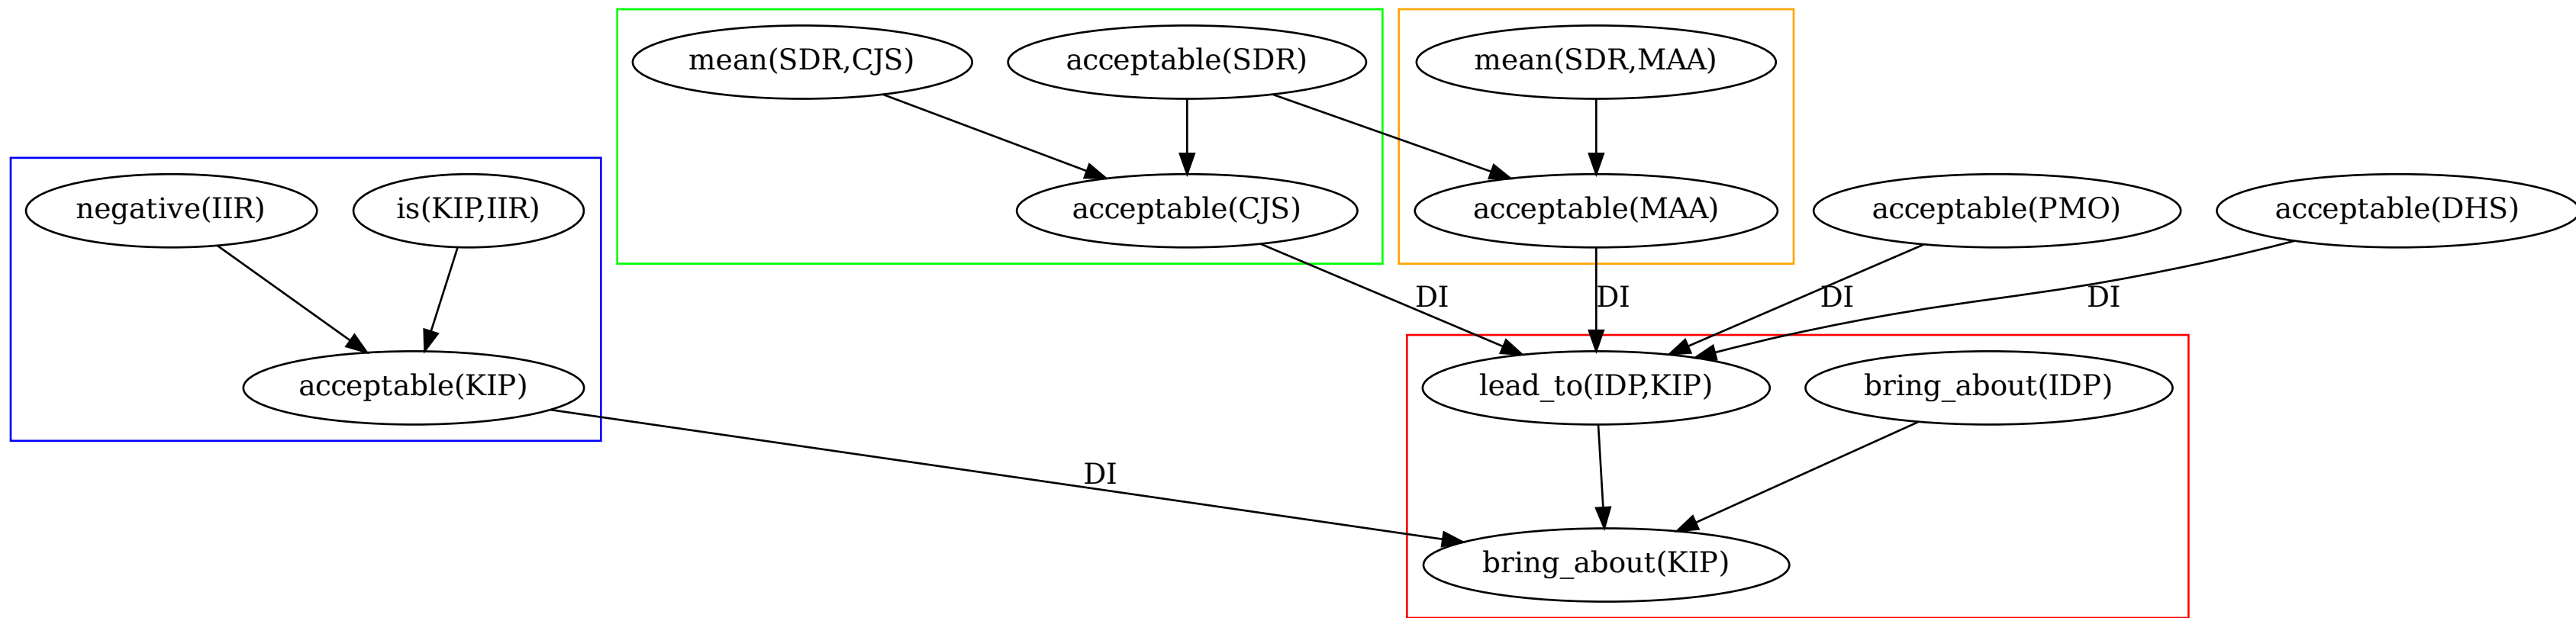 mean(SDR,CJS)
acceptable(SDR)
mean(SDR,MAA)
negative(IIR)
is(KIP,IIR)
acceptable(CJS)
acceptable(MAA)
acceptable(PMO)
acceptable(DHS)
DI
DI
DI
DI
acceptable(KIP)
lead_to(IDP,KIP)
bring_about(IDP)
DI
bring_about(KIP)